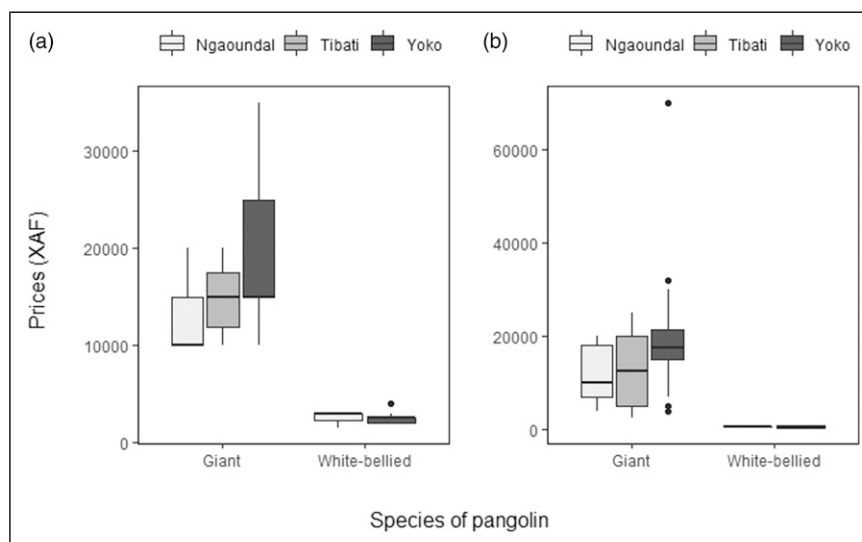 (a) Ngaoundal Tibati Yoko
(b) Ngaoundal Tibati Yoko
Prices (XAF)
30000
20000
10000
0
Giant White-bellied
60000
40000
20000
0
Giant White-bellied
Species of pangolin